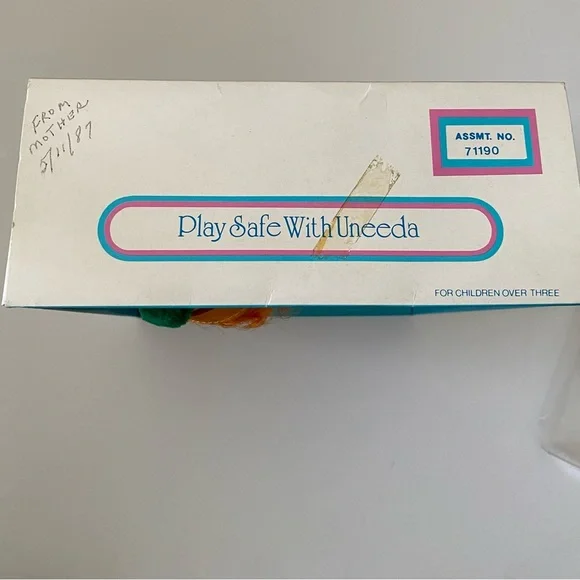 FROM
MOTHER
5/11/87
ASSMT. NO.
71190
Play Safe With Uneeda
FOR CHILDREN OVER THREE